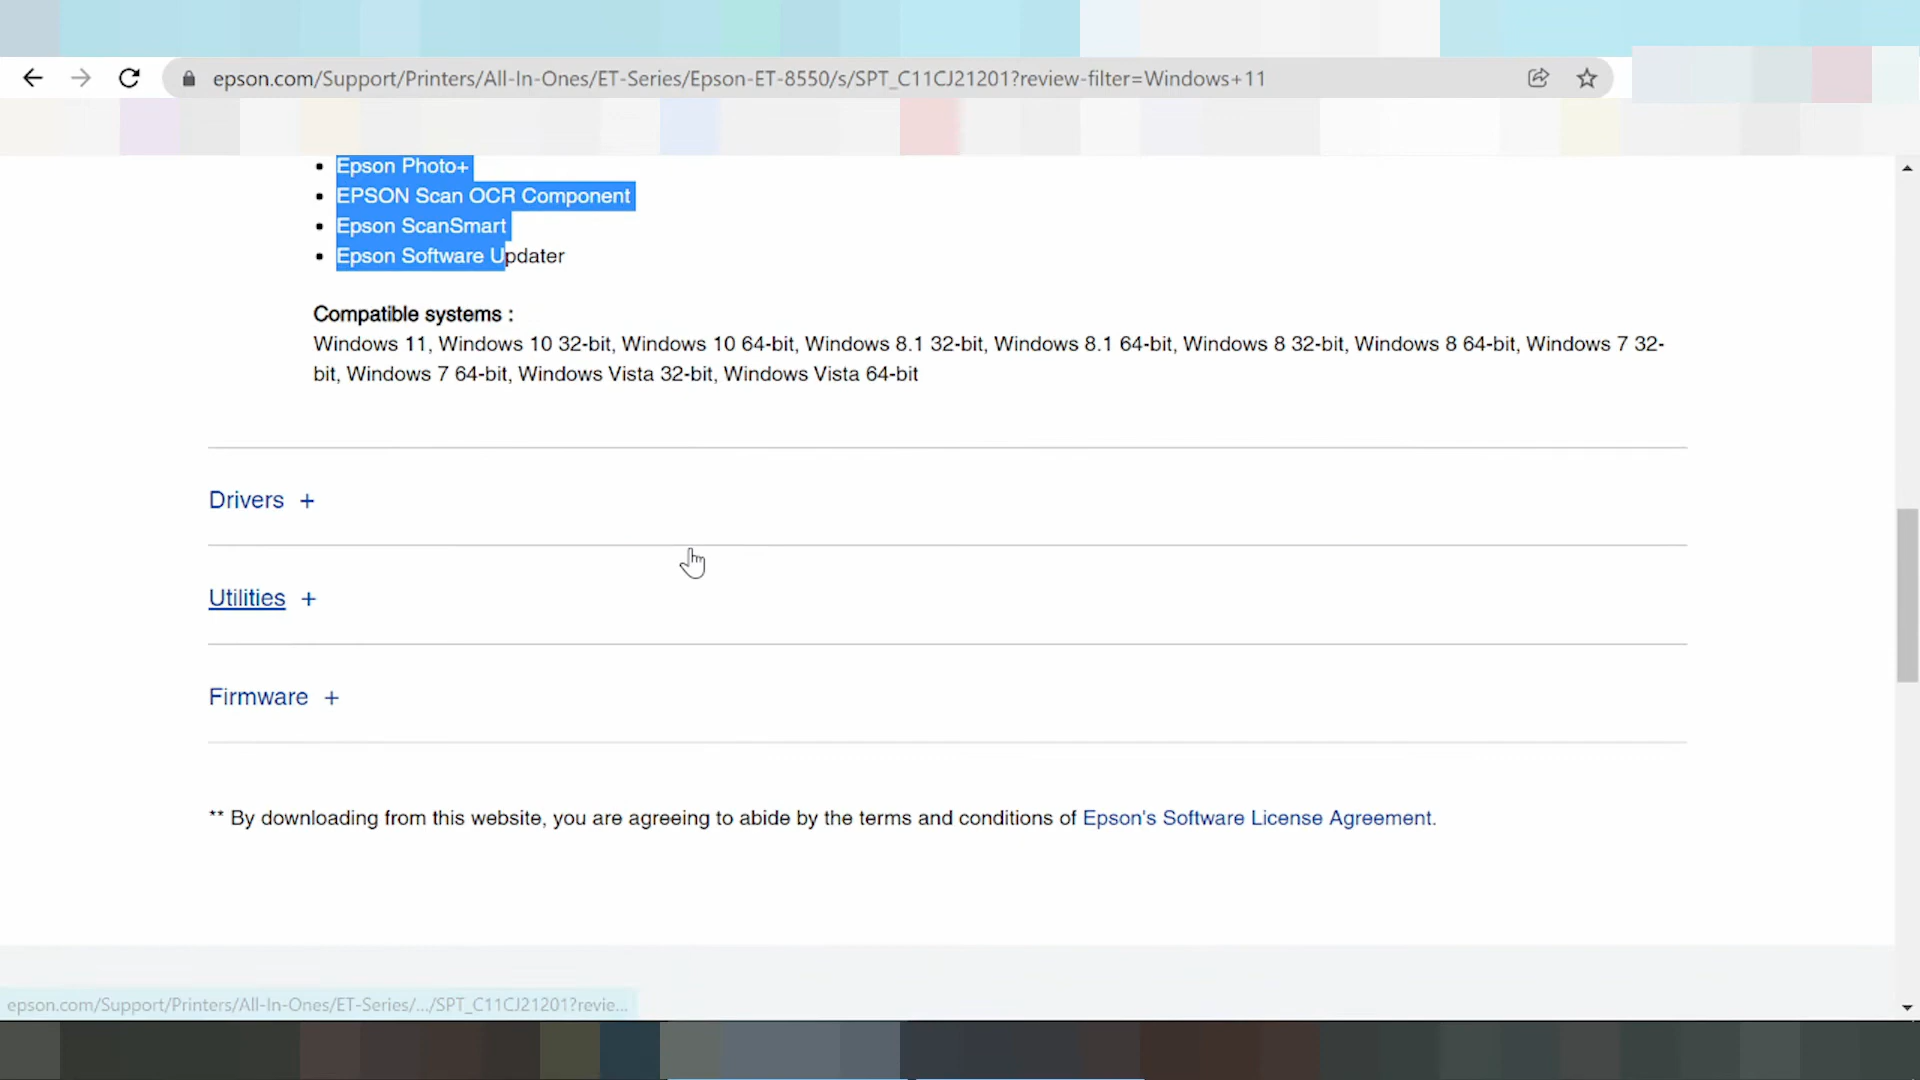 epson.com/Support/Printers/All-In-Ones/ET-Series/Epson-ET-8550/s/SPT_C11CJ21201?review-filter=Windows+11
Epson Photo+
EPSON Scan OCR Component
Epson ScanSmart
Epson Software Updater
Compatible systems :
Windows 11, Windows 10 32-bit, Windows 10 64-bit, Windows 8.1 32-bit, Windows 8.1 64-bit, Windows 8 32-bit, Windows 8 64-bit, Windows 7 32-
bit, Windows 7 64-bit, Windows Vista 32-bit, Windows Vista 64-bit
Drivers +
Utilities +
Firmware +
** By downloading from this website, you are agreeing to abide by the terms and conditions of Epson's Software License Agreement.
epson.com/Support/Printers/All-In-Ones/ET-Series/.../SPT_C11CJ21201?revie...